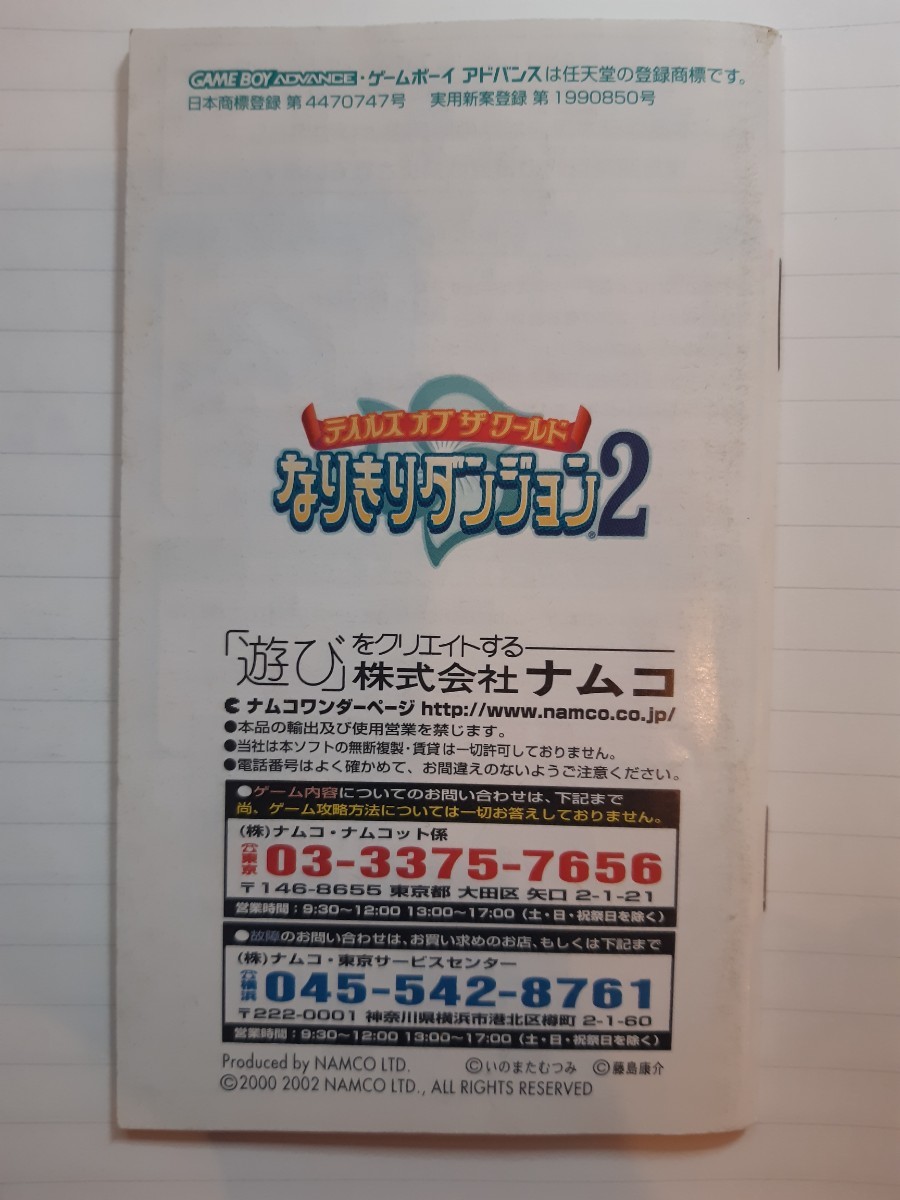 GAME BOY ADVANCE・ゲームボーイ アドバンスは任天堂の登録商標です。
日本商標登録 第4470747号 実用新案登録 第1990850号
テイルズ オブ ザ ワールド
なりきりダンジョン2
®
「遊び」をクリエイトする
株式会社ナムコ
ナムコワンダーページ http://www.namco.co.jp/
●本品の輸出及び使用営業を禁じます。
●当社は本ソフトの無断複製・賃貸は一切許可しておりません。
●電話番号はよく確かめて、お間違えのないようご注意ください。
●ゲーム内容についてのお問い合わせは、下記まで
尚、ゲーム攻略方法については一切お答えしておりません。
(株)ナムコ・ナムコット係
☎東京 03-3375-7656
〒146-8655 東京都 大田区 矢口 2-1-21
営業時間：9:30〜12:00 13:00〜17:00（土・日・祝祭日を除く）
●故障のお問い合わせは、お買い求めのお店、もしくは下記まで
(株)ナムコ・東京サービスセンター
☎横浜 045-542-8761
〒222-0001 神奈川県横浜市港北区樽町 2-1-60
営業時間：9:30〜12:00 13:00〜17:00（土・日・祝祭日を除く）
Produced by NAMCO LTD. ©いのまたむつみ ©藤島康介
©2000 2002 NAMCO LTD., ALL RIGHTS RESERVED